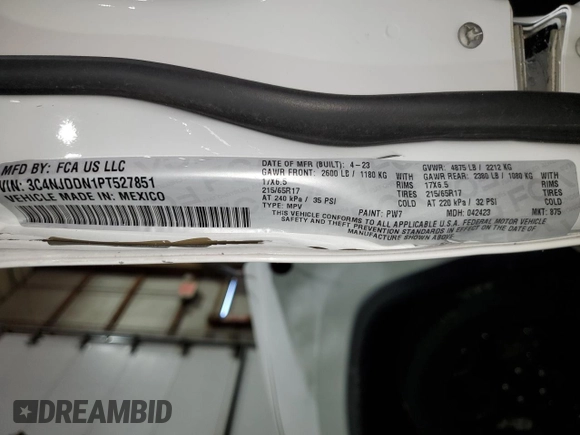 MFD BY: FCA US LLC
VIN: 3C4NJDDN1PT527851
VEHICLE MADE IN: MEXICO
DATE OF MFR (BUILT): 4-23
GAWR FRONT: 2600 LC / 1180 KG WITH
17X6.5 RIMS
215/65R17 TIRES
AT 240 kPa / 35 PSI COLD
TYPE: MPV PAINT: PW7
GVWR: 4875 LB / 2212 KG
GAWR REAR: 2380 LB / 1080 KG WITH
17X6.5 RIMS
215/65R17 TIRES
AT 220 kPa / 32 PSI COLD
MDH: 042423 MKT: 975
THIS VEHICLE CONFORMS TO ALL APPLICABLE U.S.A. FEDERAL MOTOR VEHICLE
SAFETY AND THEFT PREVENTION STANDARDS IN EFFECT ON THE DATE OF
MANUFACTURE SHOWN ABOVE.
DREAMBID